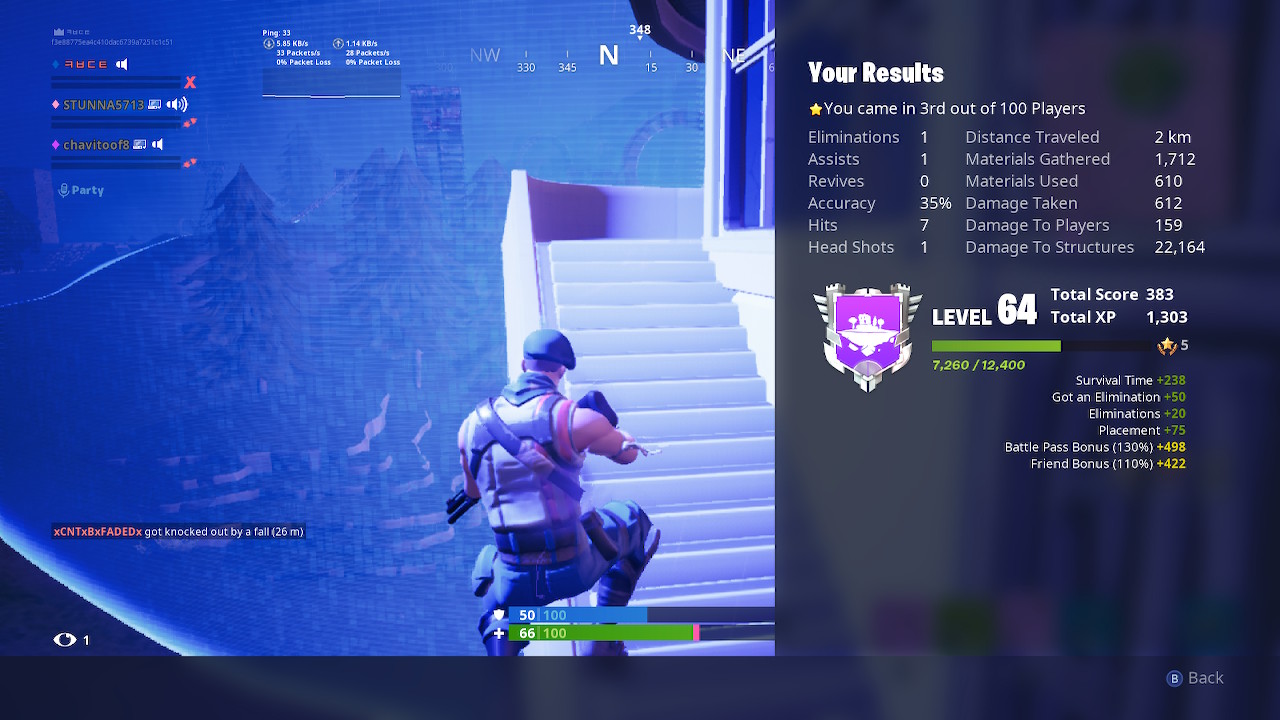 f3e88775ea4c410dac6739a7251c1c51
STUNNA5713
chavitoof8
Party
Ping: 33
5.85 KB/s 1.14 KB/s
33 Packets/s 28 Packets/s
0% Packet Loss 0% Packet Loss
348
NW N NE
330 345 15 30
xCNTxBxFADEDx got knocked out by a fall (26 m)
1
50 100
66 100
Your Results
You came in 3rd out of 100 Players
Eliminations 1 Distance Traveled 2 km
Assists 1 Materials Gathered 1,712
Revives 0 Materials Used 610
Accuracy 35% Damage Taken 612
Hits 7 Damage To Players 159
Head Shots 1 Damage To Structures 22,164
LEVEL 64
Total Score 383
Total XP 1,303
5
7,260 / 12,400
Survival Time +238
Got an Elimination +50
Eliminations +20
Placement +75
Battle Pass Bonus (130%) +498
Friend Bonus (110%) +422
B Back